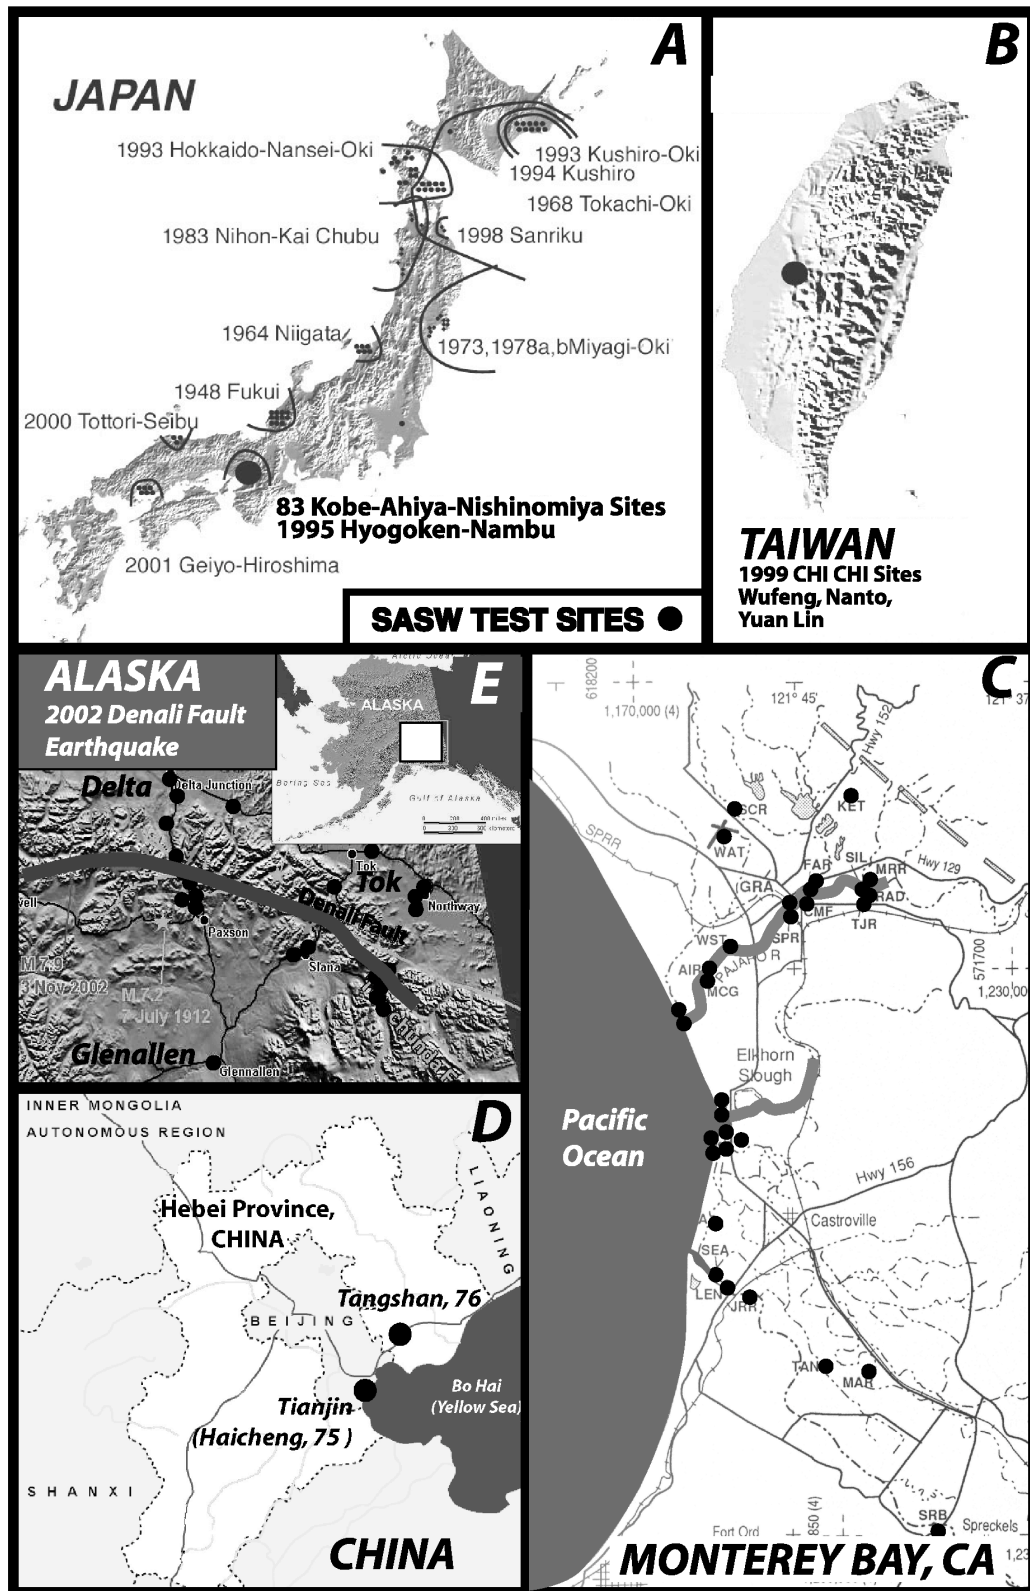 A
JAPAN
1993 Hokkaido-Nansei-Oki
1993 Kushiro-Oki
1994 Kushiro
1968 Tokachi-Oki
1983 Nihon-Kai Chubu
1998 Sanriku
1964 Niigata
1973,1978a,bMiyagi-Oki
1948 Fukui
2000 Tottori-Seibu
83 Kobe-Ahiya-Nishinomiya Sites
1995 Hyogoken-Nambu
2001 Geiyo-Hiroshima
SASW TEST SITES
B
TAIWAN
1999 CHI CHI Sites
Wufeng, Nanto,
Yuan Lin
ALASKA
2002 Denali Fault
Earthquake
E
ALASKA
Bering Sea
Gulf of Alaska
Delta
Delta Junction
Tok
Tok
Northway
Denali Fault
Paxson
Slana
M 7.9
3 Nov 2002
M 7.2
7 July 1912
Glenallen
Glennallen
C
618200
1,170,000 (4)
121° 45'
121° 37
Hwy 152
SCR
KET
WAT
SPRR
FAR
SIL
MRR
Hwy 129
GRA
RAD
CMF
TJR
WST
SPR
PAJARO R
AIR
MCG
571700
1,230,00
Elkhorn
Slough
Pacific
Ocean
Hwy 156
Castroville
SEA
LEN
JRR
TAN
MAR
SRB
Spreckels
Fort Ord
850 (4)
1,23
MONTEREY BAY, CA
D
INNER MONGOLIA
AUTONOMOUS REGION
LIAONING
Hebei Province,
CHINA
Tangshan, 76
BEIJING
Tianjin
(Haicheng, 75 )
Bo Hai
(Yellow Sea)
SHANXI
CHINA